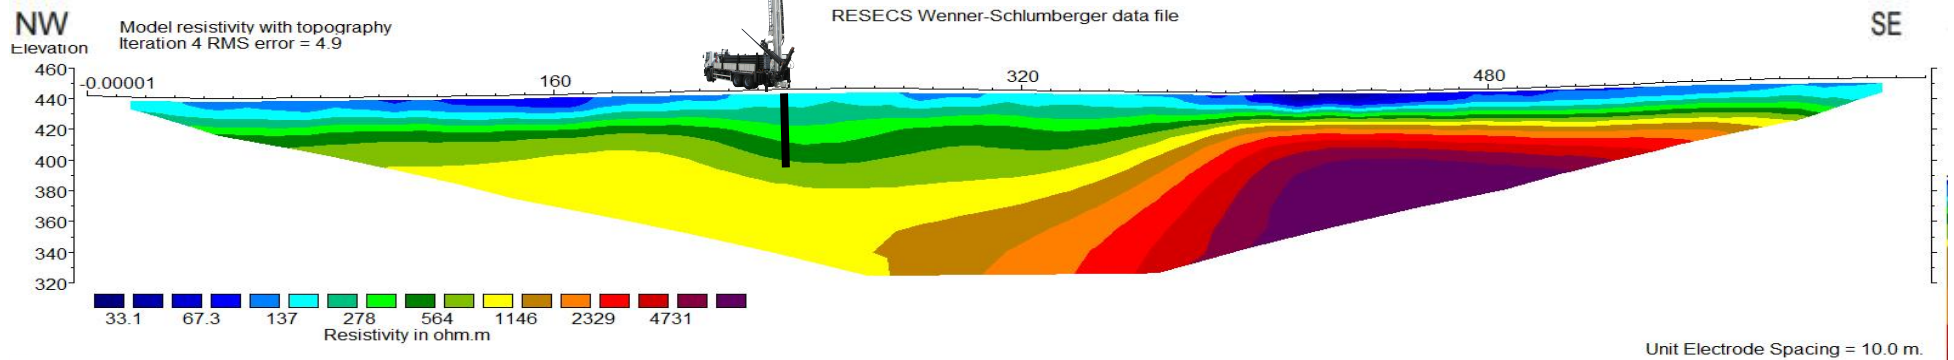 NW
SE
RESECS Wenner-Schlumberger data file
Model resistivity with topography
Elevation
Iteration 4 RMS error = 4.9
460
-0.00001
160
320
480
440
420
400
380
360
340
320
33.1 67.3 137 278 564 1146 2329 4731
Resistivity in ohm.m
Unit Electrode Spacing = 10.0 m.